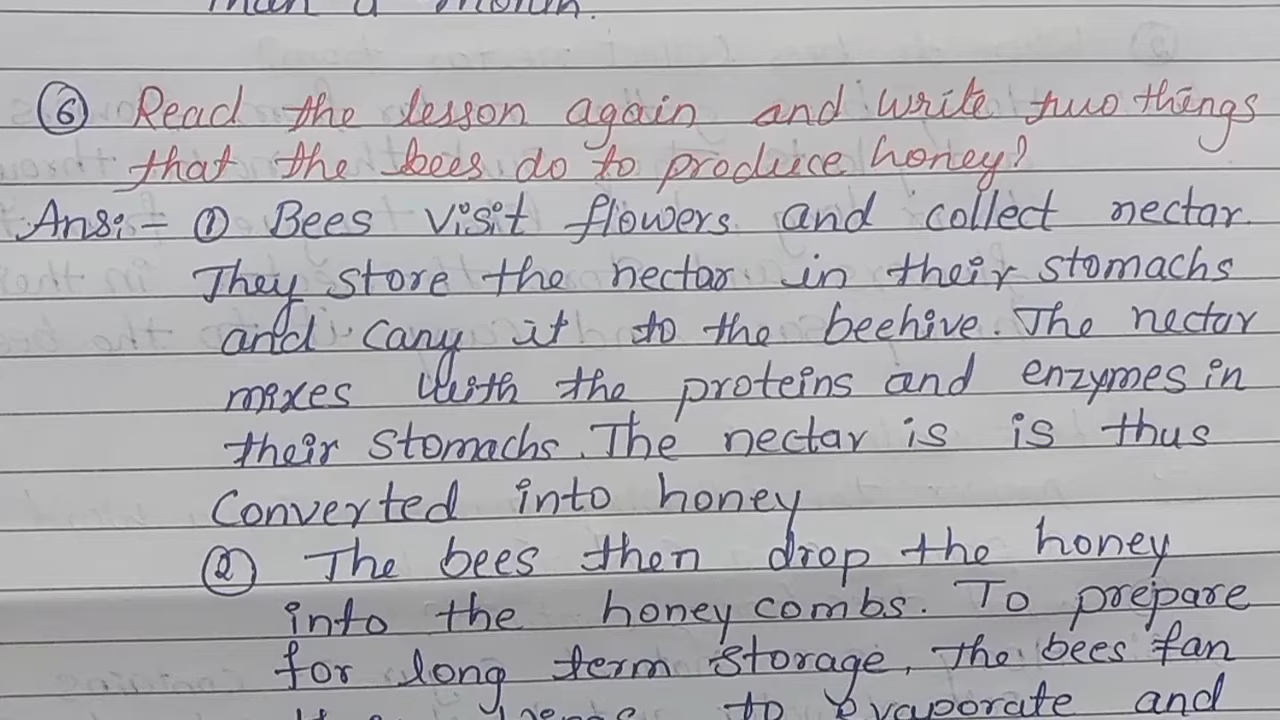 than a month.
⑥ Read the lesson again and write two things
that the bees do to produce honey?
Ans:- ① Bees visit flowers and collect nectar.
They store the nectar in their stomachs
and cany it to the beehive. The nectar
mixes with the proteins and enzymes in
their stomachs. The nectar is is thus
Converted into honey
② The bees then drop the honey
into the honey combs. To prepare
for long term storage, the bees fan
to evaporate and